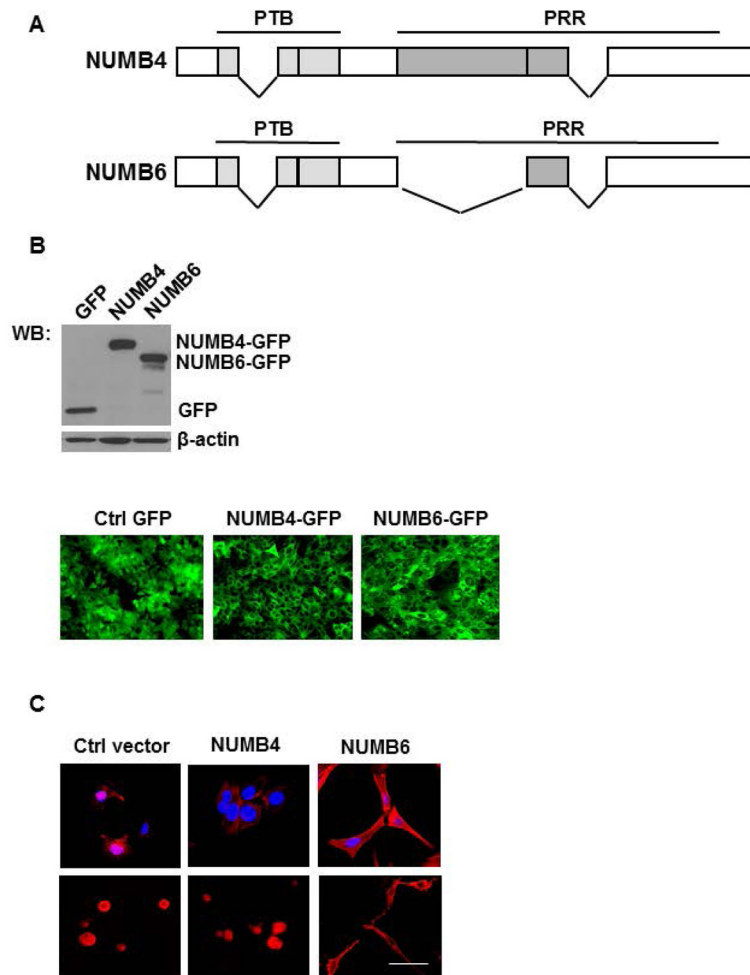 A
PTB PRR
NUMB4
PTB PRR
NUMB6
B
GFP NUMB4 NUMB6
WB:
NUMB4-GFP
NUMB6-GFP
GFP
β-actin
Ctrl GFP NUMB4-GFP NUMB6-GFP
C
Ctrl vector NUMB4 NUMB6